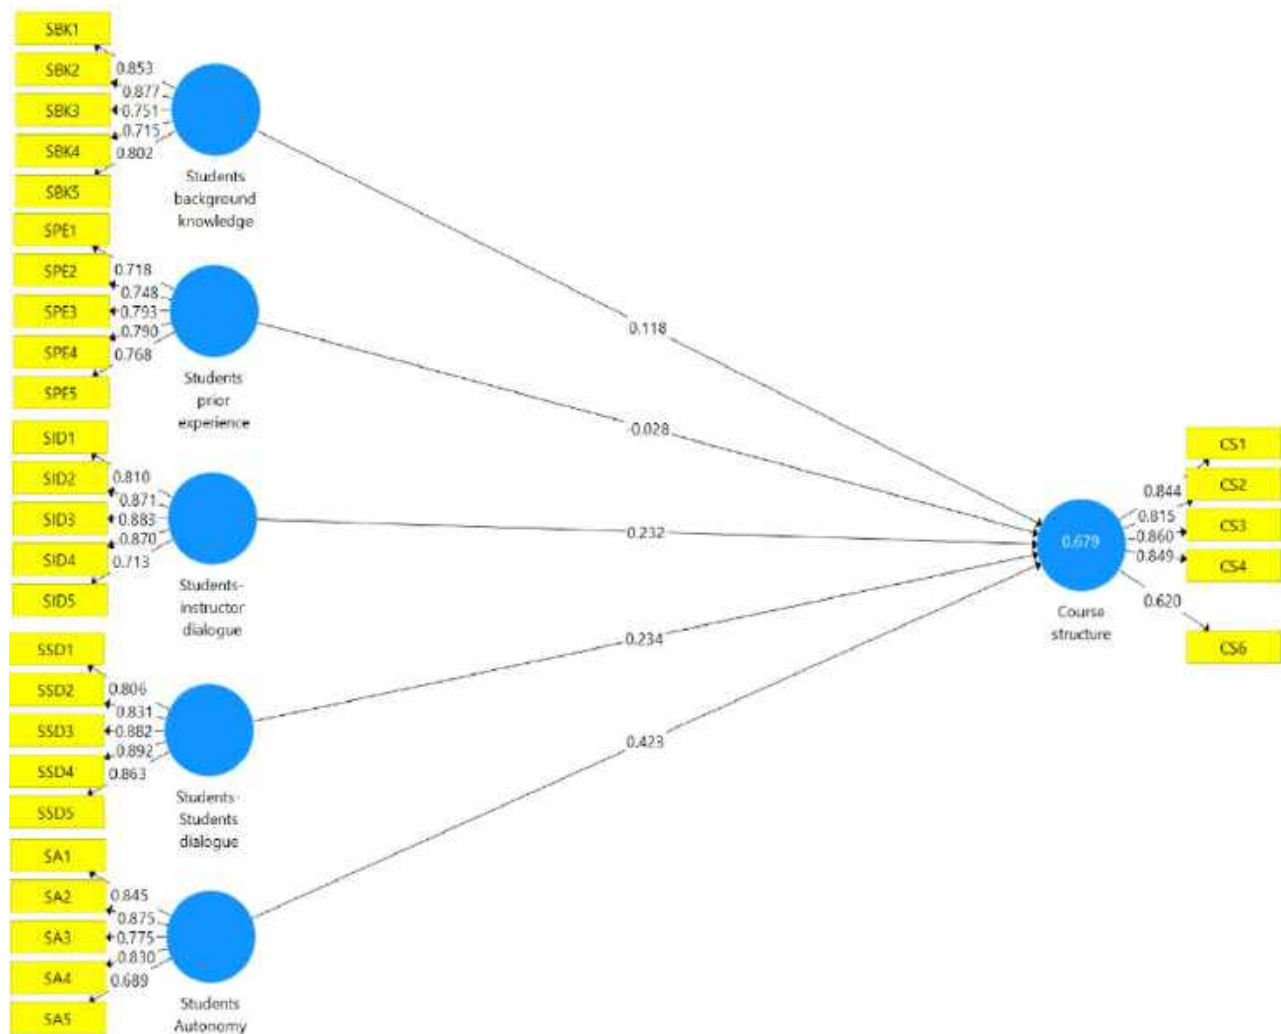 SBK1
0.853
SBK2
0.877
SBK3
0.751
0.715
SBK4
0.802
SBK5
Students
background
knowledge
SPE1
0.718
SPE2
0.748
SPE3
0.793
0.790
SPE4
0.768
SPE5
Students
prior
experience
SID1
0.810
SID2
0.871
SID3
0.883
0.870
SID4
0.713
SID5
Students-
instructor
dialogue
SSD1
0.806
SSD2
0.831
SSD3
0.882
0.892
SSD4
0.863
SSD5
Students-
Students
dialogue
SA1
0.845
SA2
0.875
SA3
0.775
0.830
SA4
0.689
SA5
Students
Autonomy
0.118
-0.028
0.232
0.234
0.423
0.679
Course
structure
CS1
0.844
CS2
0.815
CS3
0.860
0.849
CS4
0.620
CS6